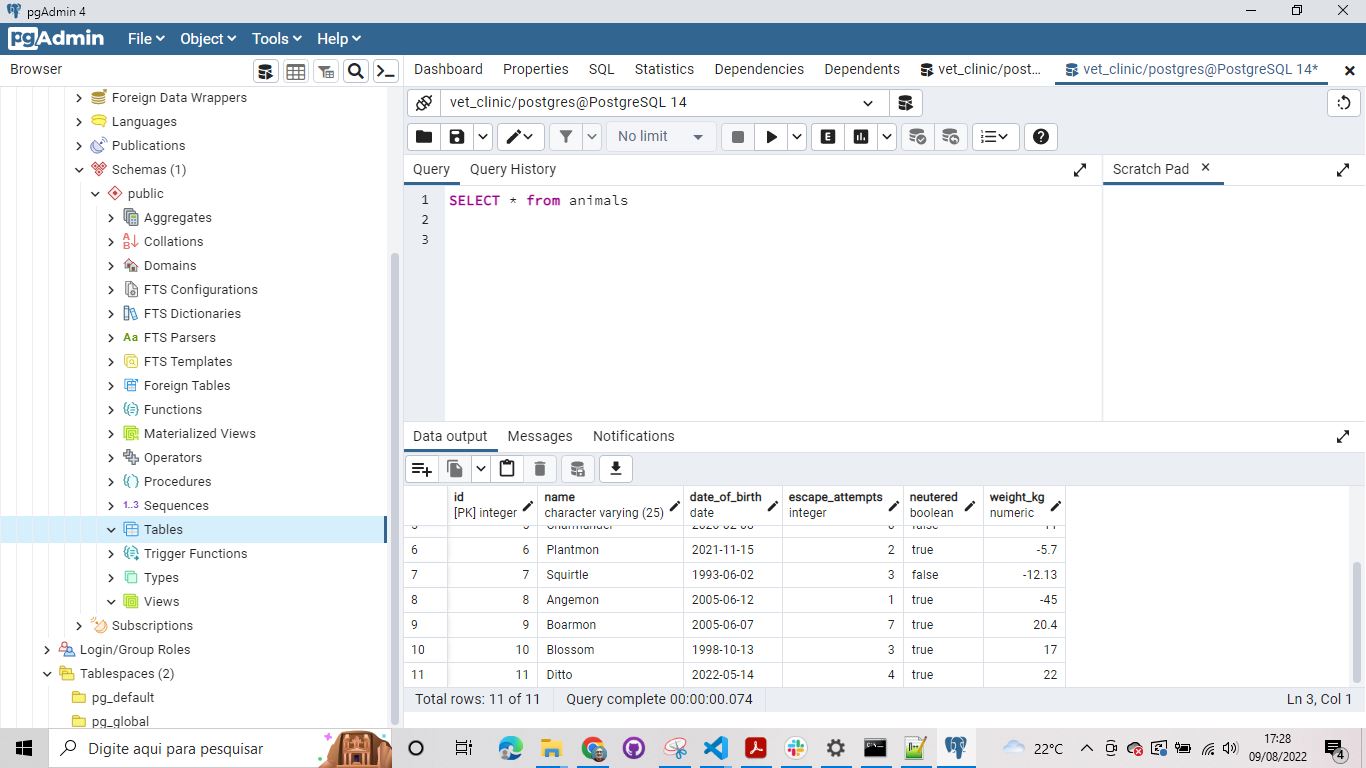 pgAdmin 4
pgAdmin File Object Tools Help
Browser
Dashboard Properties SQL Statistics Dependencies Dependents vet_clinic/post... vet_clinic/postgres@PostgreSQL 14*
Foreign Data Wrappers
Languages
Publications
Schemas (1)
public
Aggregates
Collations
Domains
FTS Configurations
FTS Dictionaries
Aa FTS Parsers
FTS Templates
Foreign Tables
Functions
Materialized Views
Operators
Procedures
1..3 Sequences
Tables
Trigger Functions
Types
Views
Subscriptions
Login/Group Roles
Tablespaces (2)
pg_default
pg_global
vet_clinic/postgres@PostgreSQL 14
No limit
E
Query Query History
Scratch Pad
1 SELECT * from animals
2
3
Data output Messages Notifications
id name date_of_birth escape_attempts neutered weight_kg
[PK] integer character varying (25) date integer boolean numeric
6 6 Plantmon 2021-11-15 2 true -5.7
7 7 Squirtle 1993-06-02 3 false -12.13
8 8 Angemon 2005-06-12 1 true -45
9 9 Boarmon 2005-06-07 7 true 20.4
10 10 Blossom 1998-10-13 3 true 17
11 11 Ditto 2022-05-14 4 true 22
Total rows: 11 of 11 Query complete 00:00:00.074 Ln 3, Col 1
Digite aqui para pesquisar
22°C
17:28
09/08/2022
4